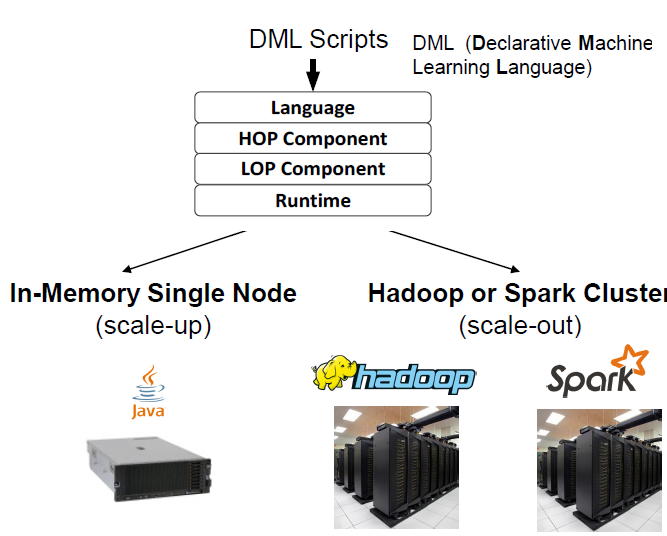 DML Scripts
DML (Declarative Machine
Learning Language)
Language
HOP Component
LOP Component
Runtime
In-Memory Single Node
(scale-up)
Hadoop or Spark Cluster
(scale-out)
Java
hadoop
Spark